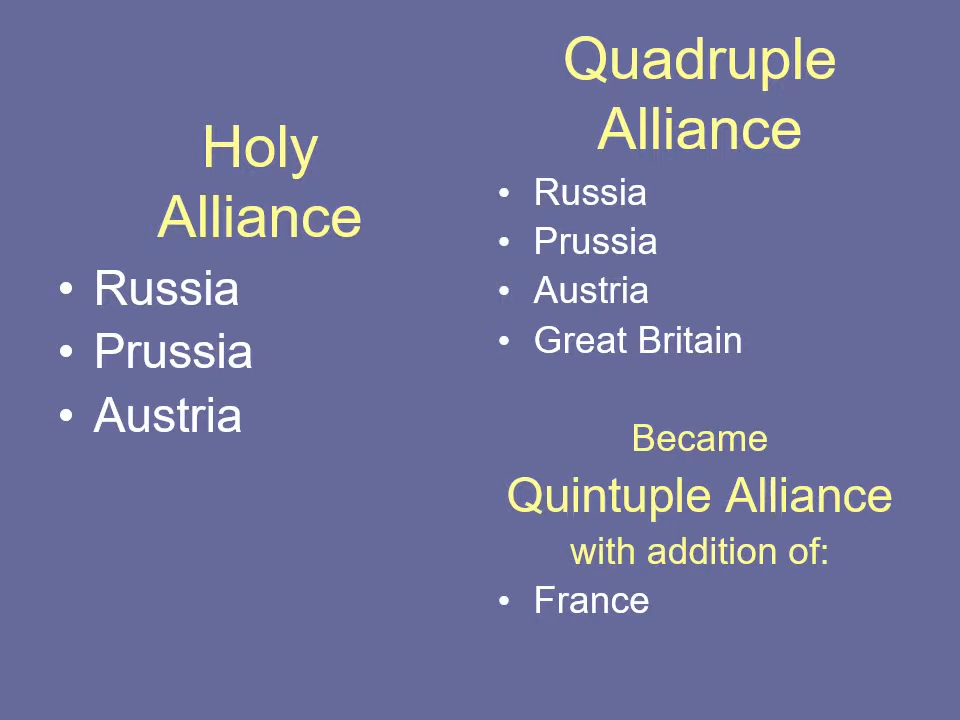 Holy
Alliance
• Russia
• Prussia
• Austria
Quadruple
Alliance
• Russia
• Prussia
• Austria
• Great Britain
Became
Quintuple Alliance
with addition of:
• France